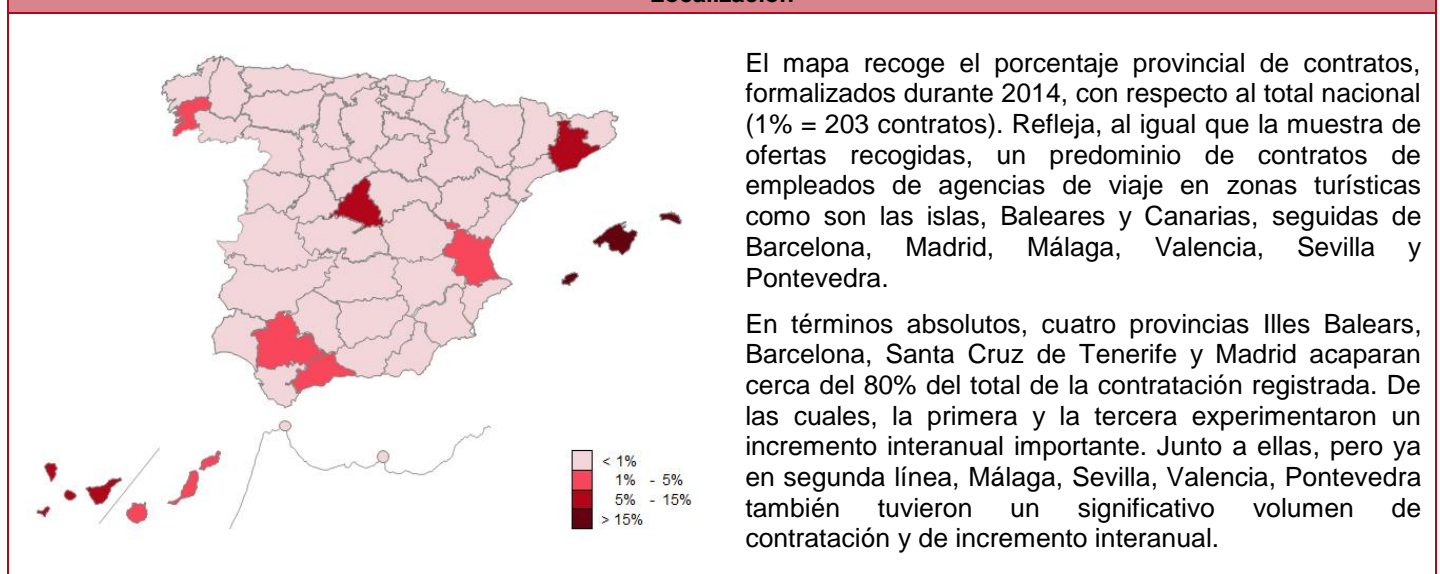 Localización
El mapa recoge el porcentaje provincial de contratos,
formalizados durante 2014, con respecto al total nacional
(1% = 203 contratos). Refleja, al igual que la muestra de
ofertas recogidas, un predominio de contratos de
empleados de agencias de viaje en zonas turísticas
como son las islas, Baleares y Canarias, seguidas de
Barcelona, Madrid, Málaga, Valencia, Sevilla y
Pontevedra.
En términos absolutos, cuatro provincias Illes Balears,
Barcelona, Santa Cruz de Tenerife y Madrid acaparan
cerca del 80% del total de la contratación registrada. De
las cuales, la primera y la tercera experimentaron un
incremento interanual importante. Junto a ellas, pero ya
en segunda línea, Málaga, Sevilla, Valencia, Pontevedra
también tuvieron un significativo volumen de
contratación y de incremento interanual.
< 1%
1% - 5%
5% - 15%
> 15%